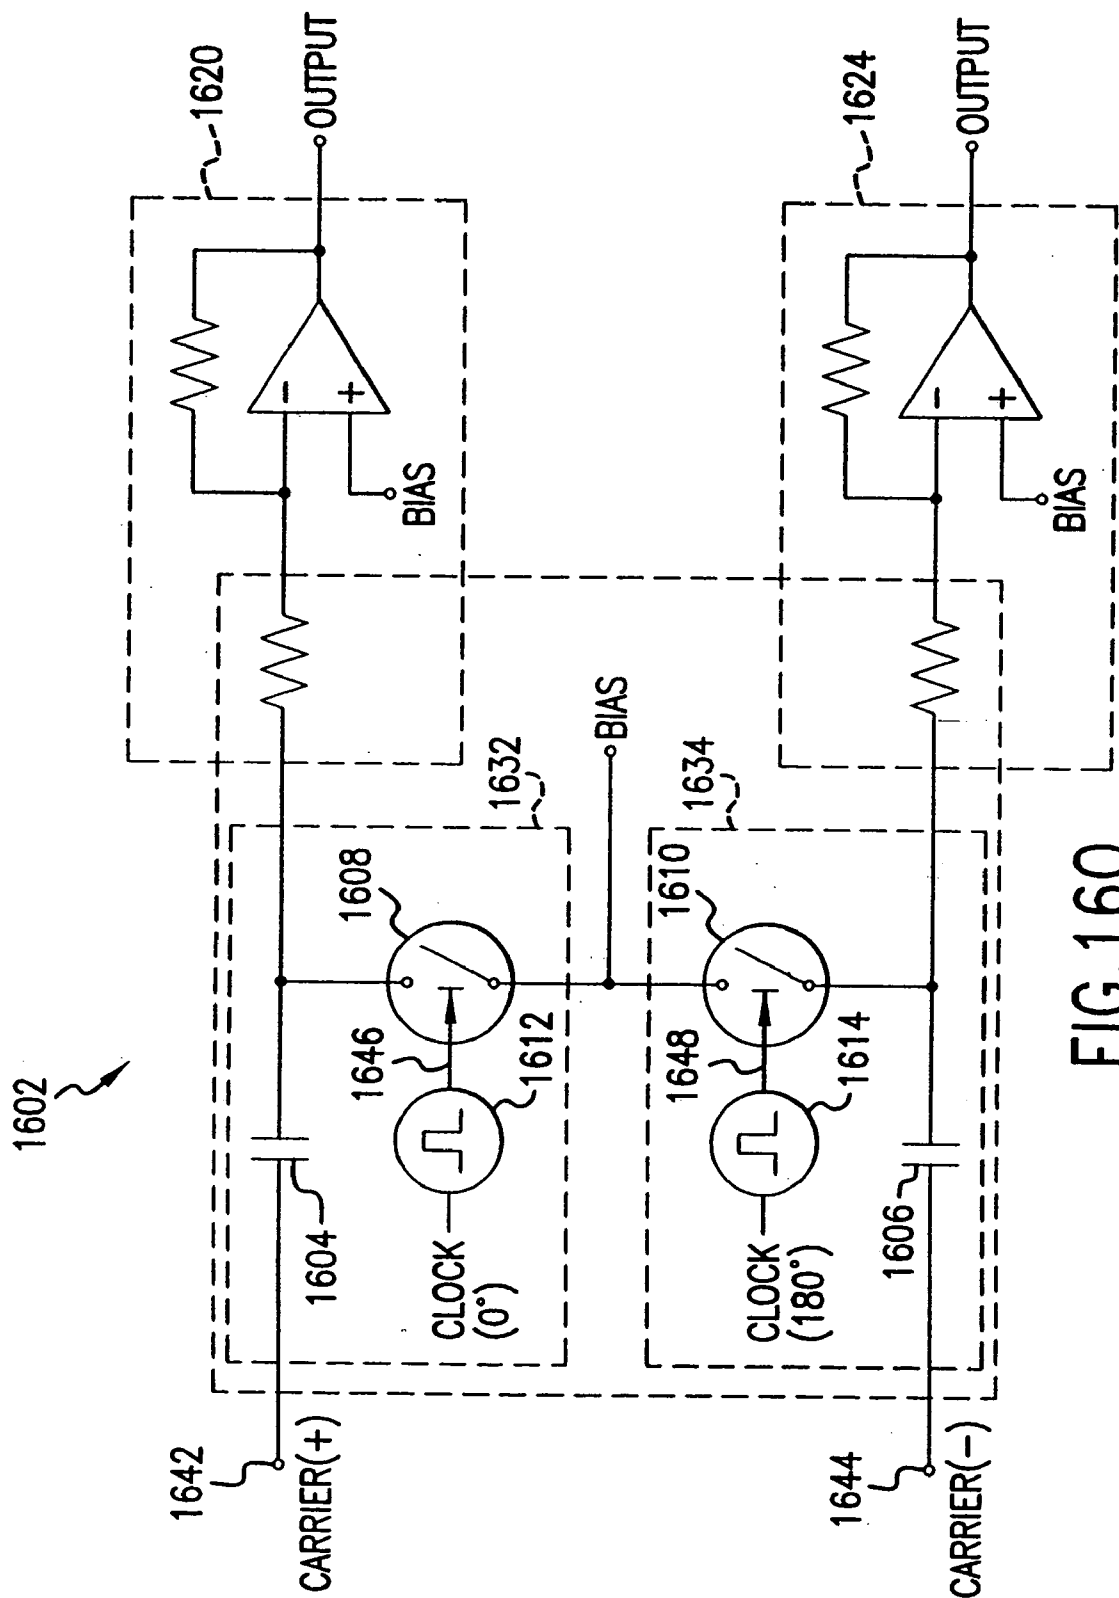 1602
1642
CARRIER(+)
1604
CLOCK
(0°)
1646
1612
1608
1632
1620
-
+
BIAS
OUTPUT
BIAS
1644
CARRIER(-)
1606
CLOCK
(180°)
1648
1614
1610
1634
1624
-
+
BIAS
OUTPUT
FIG.160